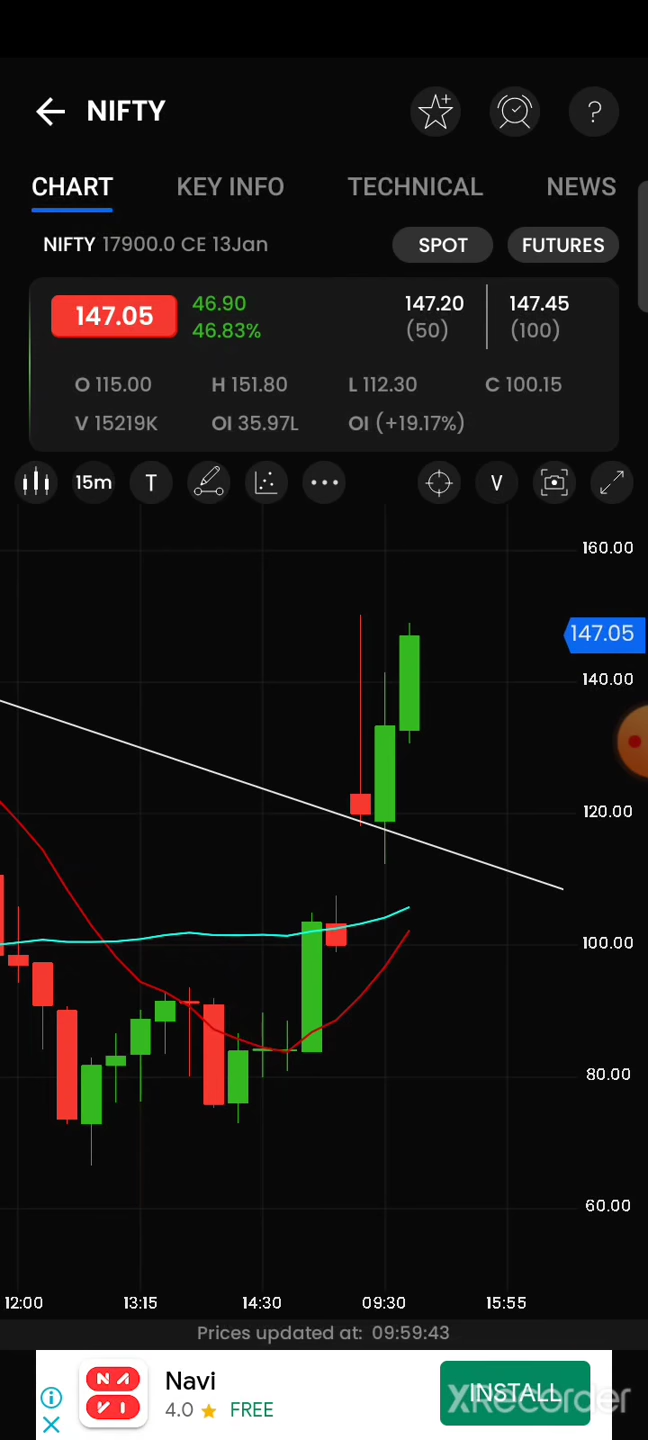 NIFTY
?
CHART KEY INFO TECHNICAL NEWS
NIFTY 17900.0 CE 13Jan SPOT FUTURES
147.05 46.90 147.20 147.45
46.83% (50) (100)
O 115.00 H 151.80 L 112.30 C 100.15
V 15219K OI 35.97L OI (+19.17%)
15m T V
160.00
147.05
140.00
120.00
100.00
80.00
60.00
12:00 13:15 14:30 09:30 15:55
Prices updated at: 09:59:43
NAVI
Navi
4.0 FREE
INSTALL
XRecorder